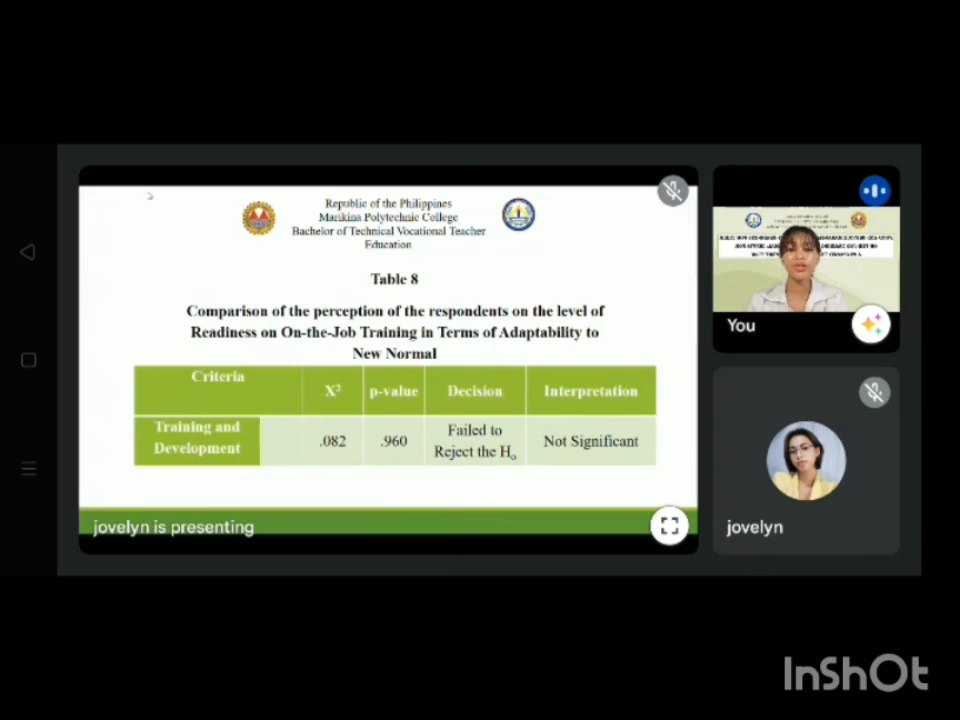 Republic of the Philippines
Marikina Polytechnic College
Bachelor of Technical Vocational Teacher
Education
Table 8
Comparison of the perception of the respondents on the level of
Readiness on On-the-Job Training in Terms of Adaptability to
New Normal
Criteria X² p-value Decision Interpretation
Training and
Development
.082 .960
Failed to
Reject the H₀
Not Significant
jovelyn is presenting
You
jovelyn
InShOt